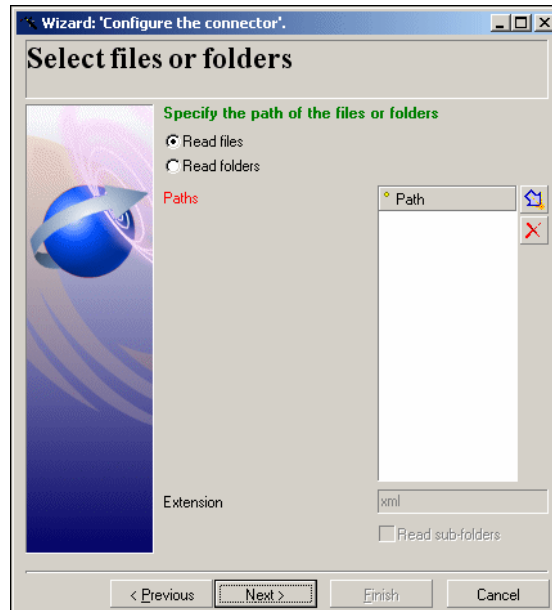 Wizard: 'Configure the connector'.
Select files or folders
Specify the path of the files or folders
Read files
Read folders
Paths
Path
Extension
xml
Read sub-folders
< Previous
Next >
Finish
Cancel